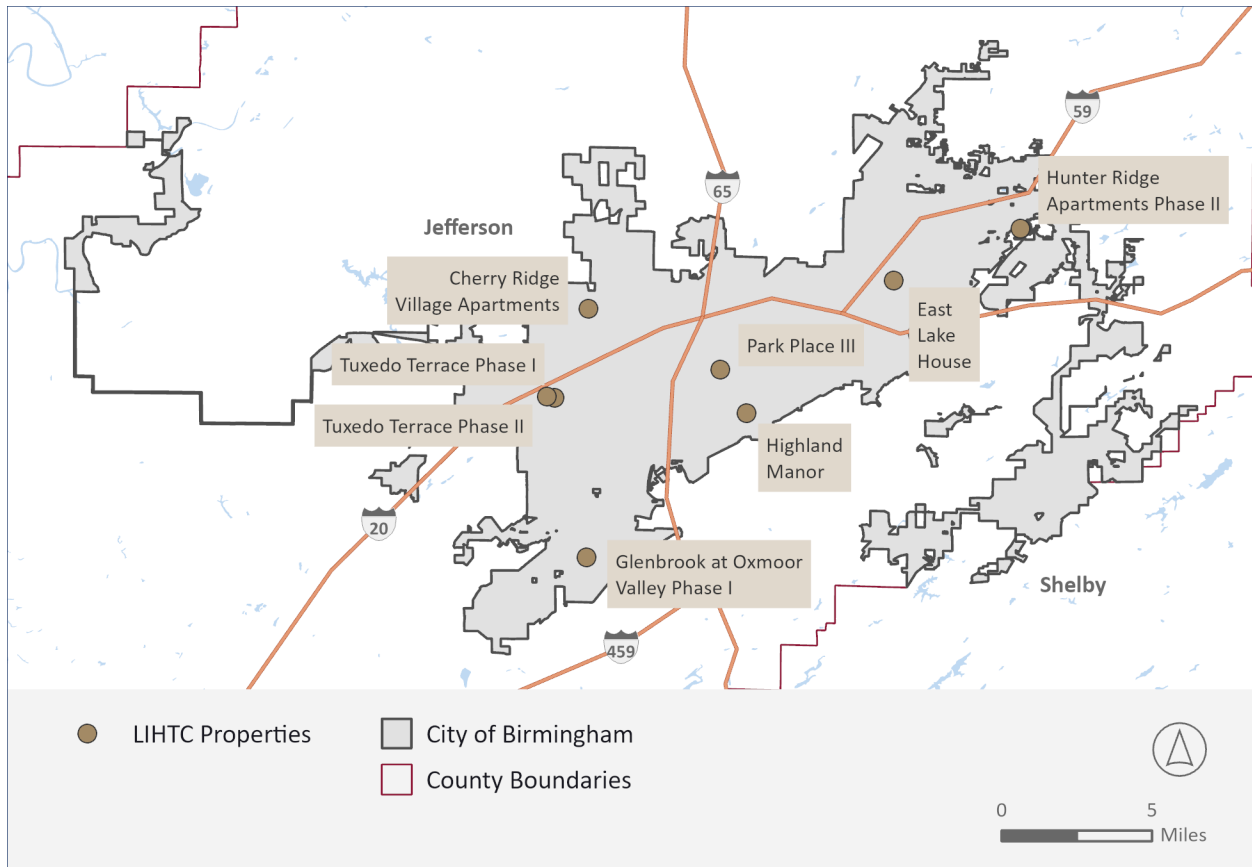 59
Hunter Ridge
Apartments Phase II
65
Jefferson
Cherry Ridge
Village Apartments
East
Lake
House
Park Place III
Tuxedo Terrace Phase I
Tuxedo Terrace Phase II
Highland
Manor
20
Glenbrook at Oxmoor
Valley Phase I
Shelby
459
LIHTC Properties
City of Birmingham
County Boundaries
0 5
Miles